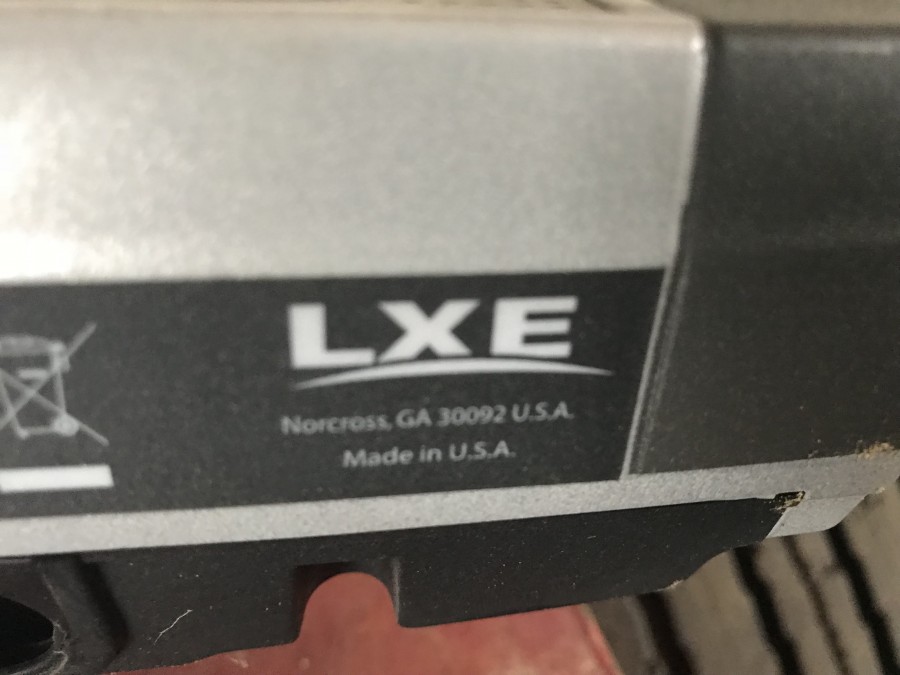 LXE
Norcross, GA 30092 U.S.A.
Made in U.S.A.